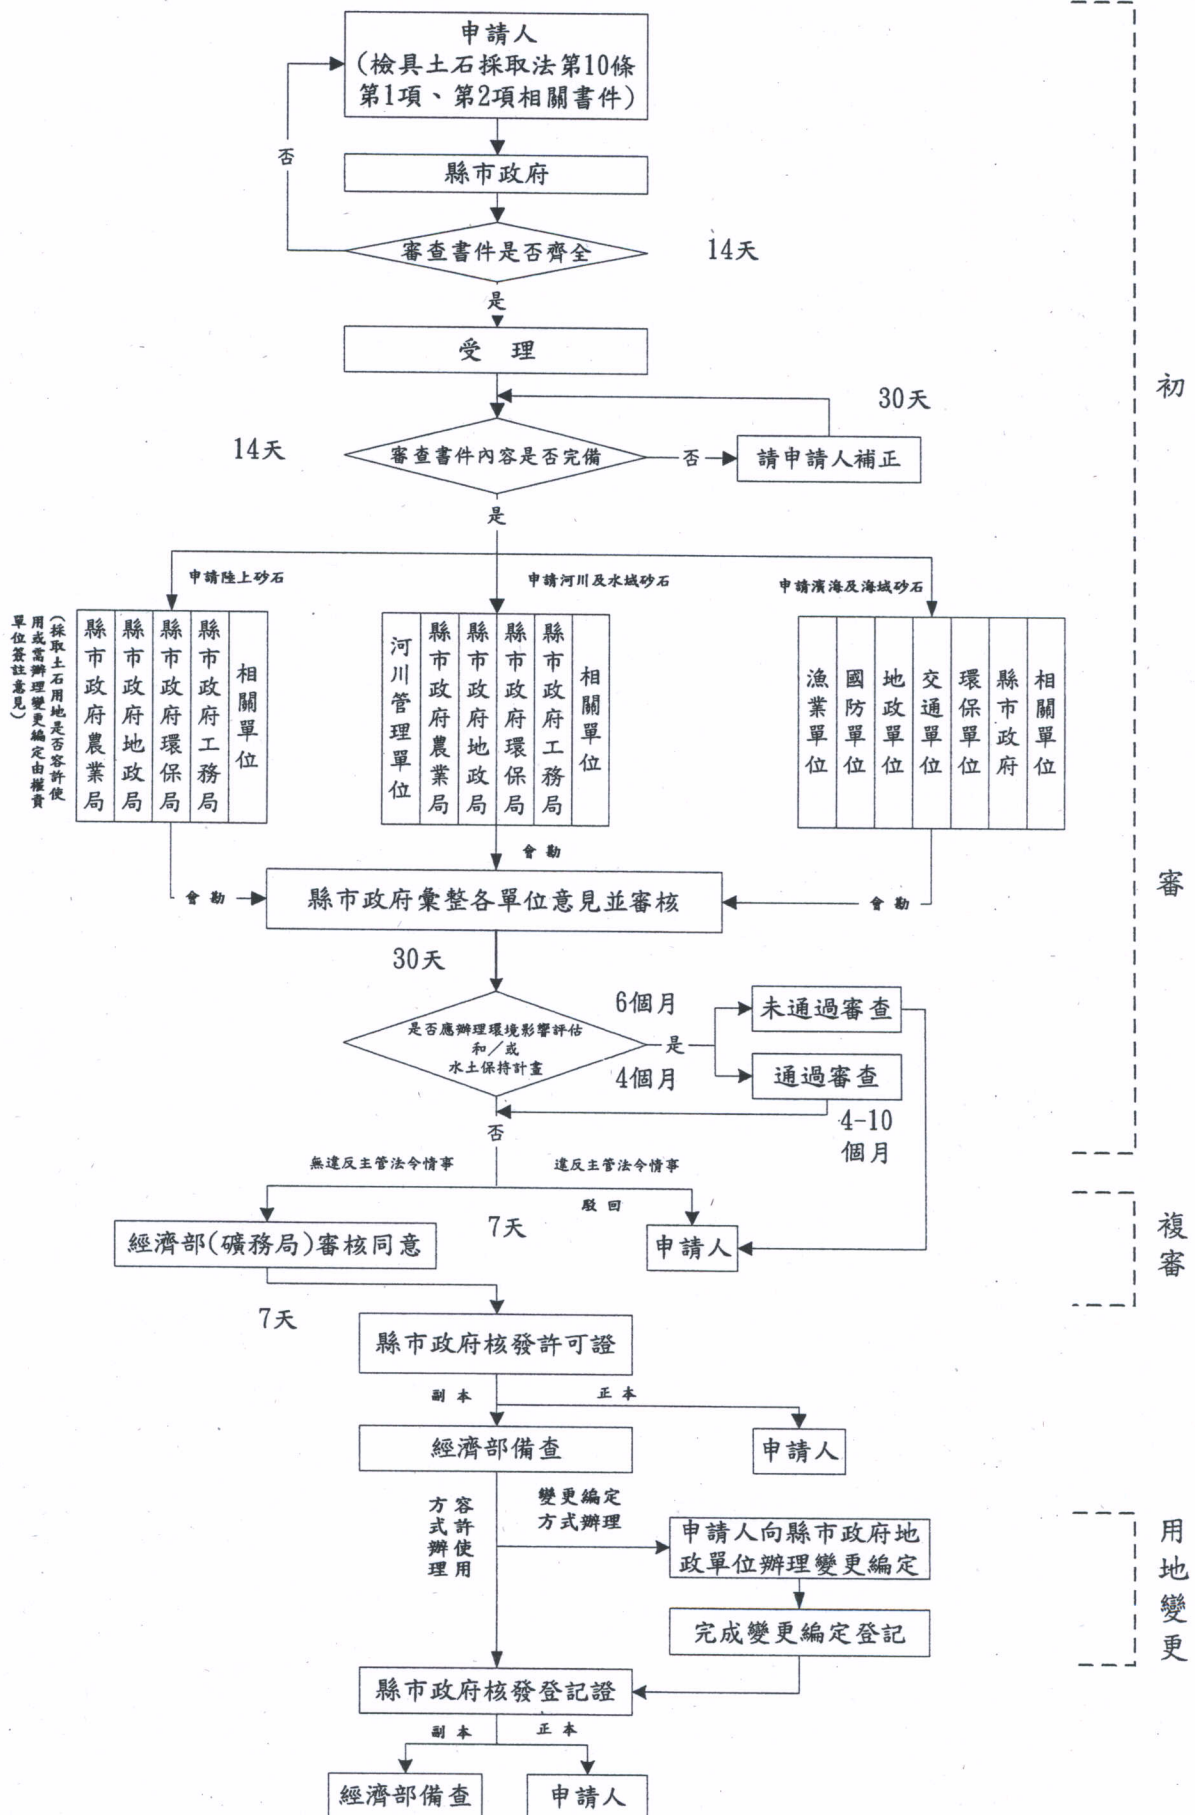 申請人
(檢具土石採取法第10條
第1項、第2項相關書件)
否
縣市政府
審查書件是否齊全
14天
是
受 理
30天
14天
審查書件內容是否完備
否
請申請人補正
是
申請陸上砂石
申請河川及水域砂石
申請濱海及海域砂石
(採取土石用地是否容許使
用或需辦理變更編定由權責
單位簽註意見)
縣市政府農業局
縣市政府地政局
縣市政府環保局
縣市政府工務局
相關單位
河川管理單位
縣市政府農業局
縣市政府地政局
縣市政府環保局
縣市政府工務局
相關單位
漁業單位
國防單位
地政單位
交通單位
環保單位
縣市政府
相關單位
會勘
會勘
縣市政府彙整各單位意見並審核
會勘
30天
是否應辦理環境影響評估
和/或
水土保持計畫
6個月
是
4個月
未通過審查
通過審查
4-10
個月
否
無違反主管法令情事
違反主管法令情事
駁回
7天
經濟部(礦務局)審核同意
申請人
7天
縣市政府核發許可證
副本
正本
經濟部備查
申請人
容許使用
方式辦理
變更編定
方式辦理
申請人向縣市政府地
政單位辦理變更編定
完成變更編定登記
縣市政府核發登記證
副本
正本
經濟部備查
申請人
初審
複審
用地變更